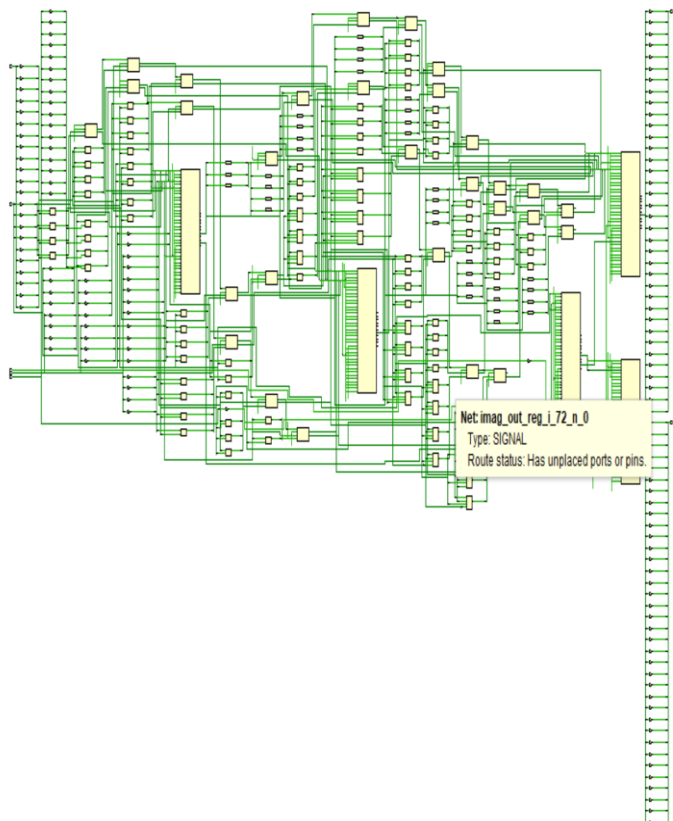 Net: imag_out_reg_i_72_n_0
Type: SIGNAL
Route status: Has unplaced ports or pins.